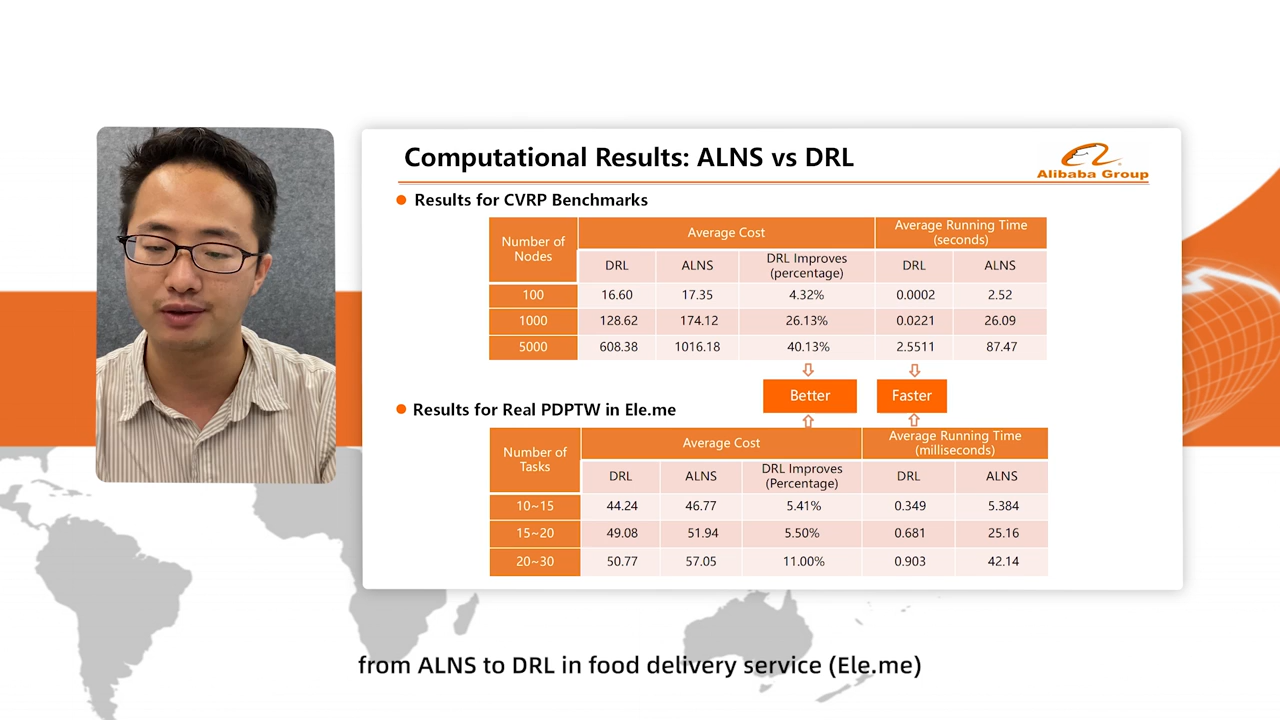 Computational Results: ALNS vs DRL
Alibaba Group
Results for CVRP Benchmarks
Number of Nodes Average Cost Average Running Time (seconds)
DRL ALNS DRL Improves (percentage) DRL ALNS
100 16.60 17.35 4.32% 0.0002 2.52
1000 128.62 174.12 26.13% 0.0221 26.09
5000 608.38 1016.18 40.13% 2.5511 87.47
Better Faster
Results for Real PDPTW in Ele.me
Number of Tasks Average Cost Average Running Time (milliseconds)
DRL ALNS DRL Improves (Percentage) DRL ALNS
10~15 44.24 46.77 5.41% 0.349 5.384
15~20 49.08 51.94 5.50% 0.681 25.16
20~30 50.77 57.05 11.00% 0.903 42.14
from ALNS to DRL in food delivery service (Ele.me)